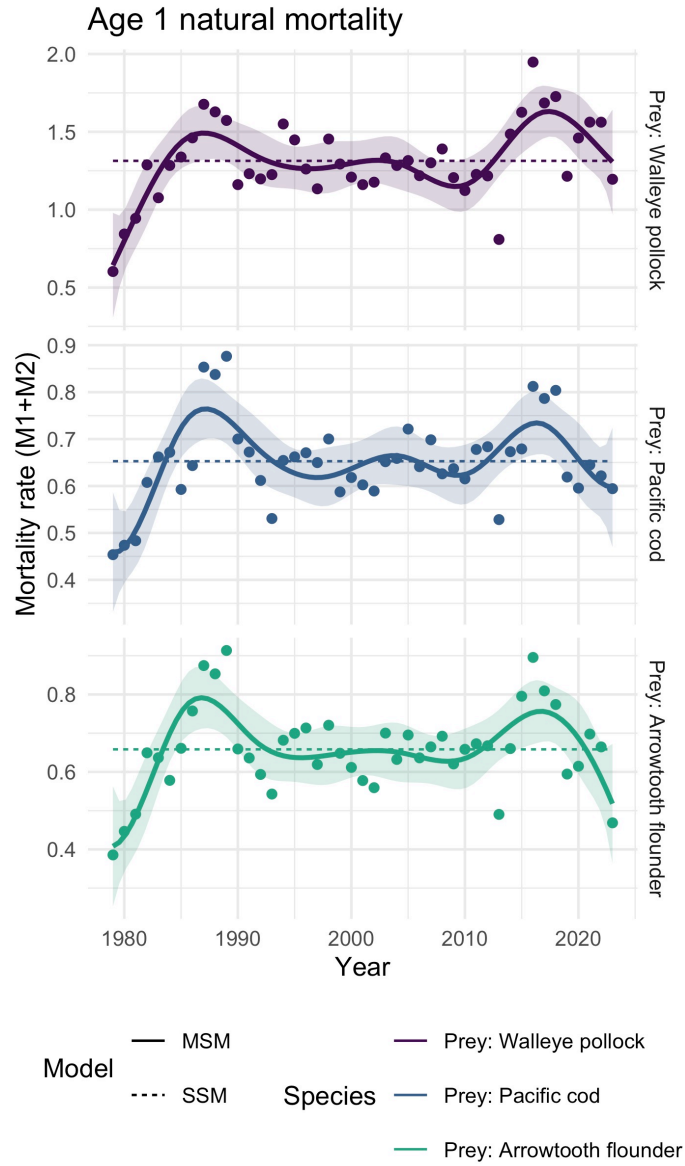 Age 1 natural mortality
Mortality rate (M1+M2)
2.0
1.5
1.0
0.5
Prey: Walleye pollock
0.9
0.8
0.7
0.6
0.5
0.4
Prey: Pacific cod
0.8
0.6
0.4
Prey: Arrowtooth flounder
1980 1990 2000 2010 2020
Year
Model
MSM
SSM
Species
Prey: Walleye pollock
Prey: Pacific cod
Prey: Arrowtooth flounder